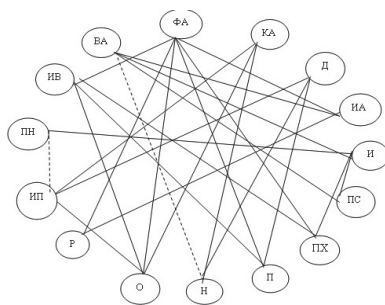 ФА
ВА
КА
ИВ
Д
ИА
ПН
И
ИП
ПС
Р
ПХ
О
Н
П